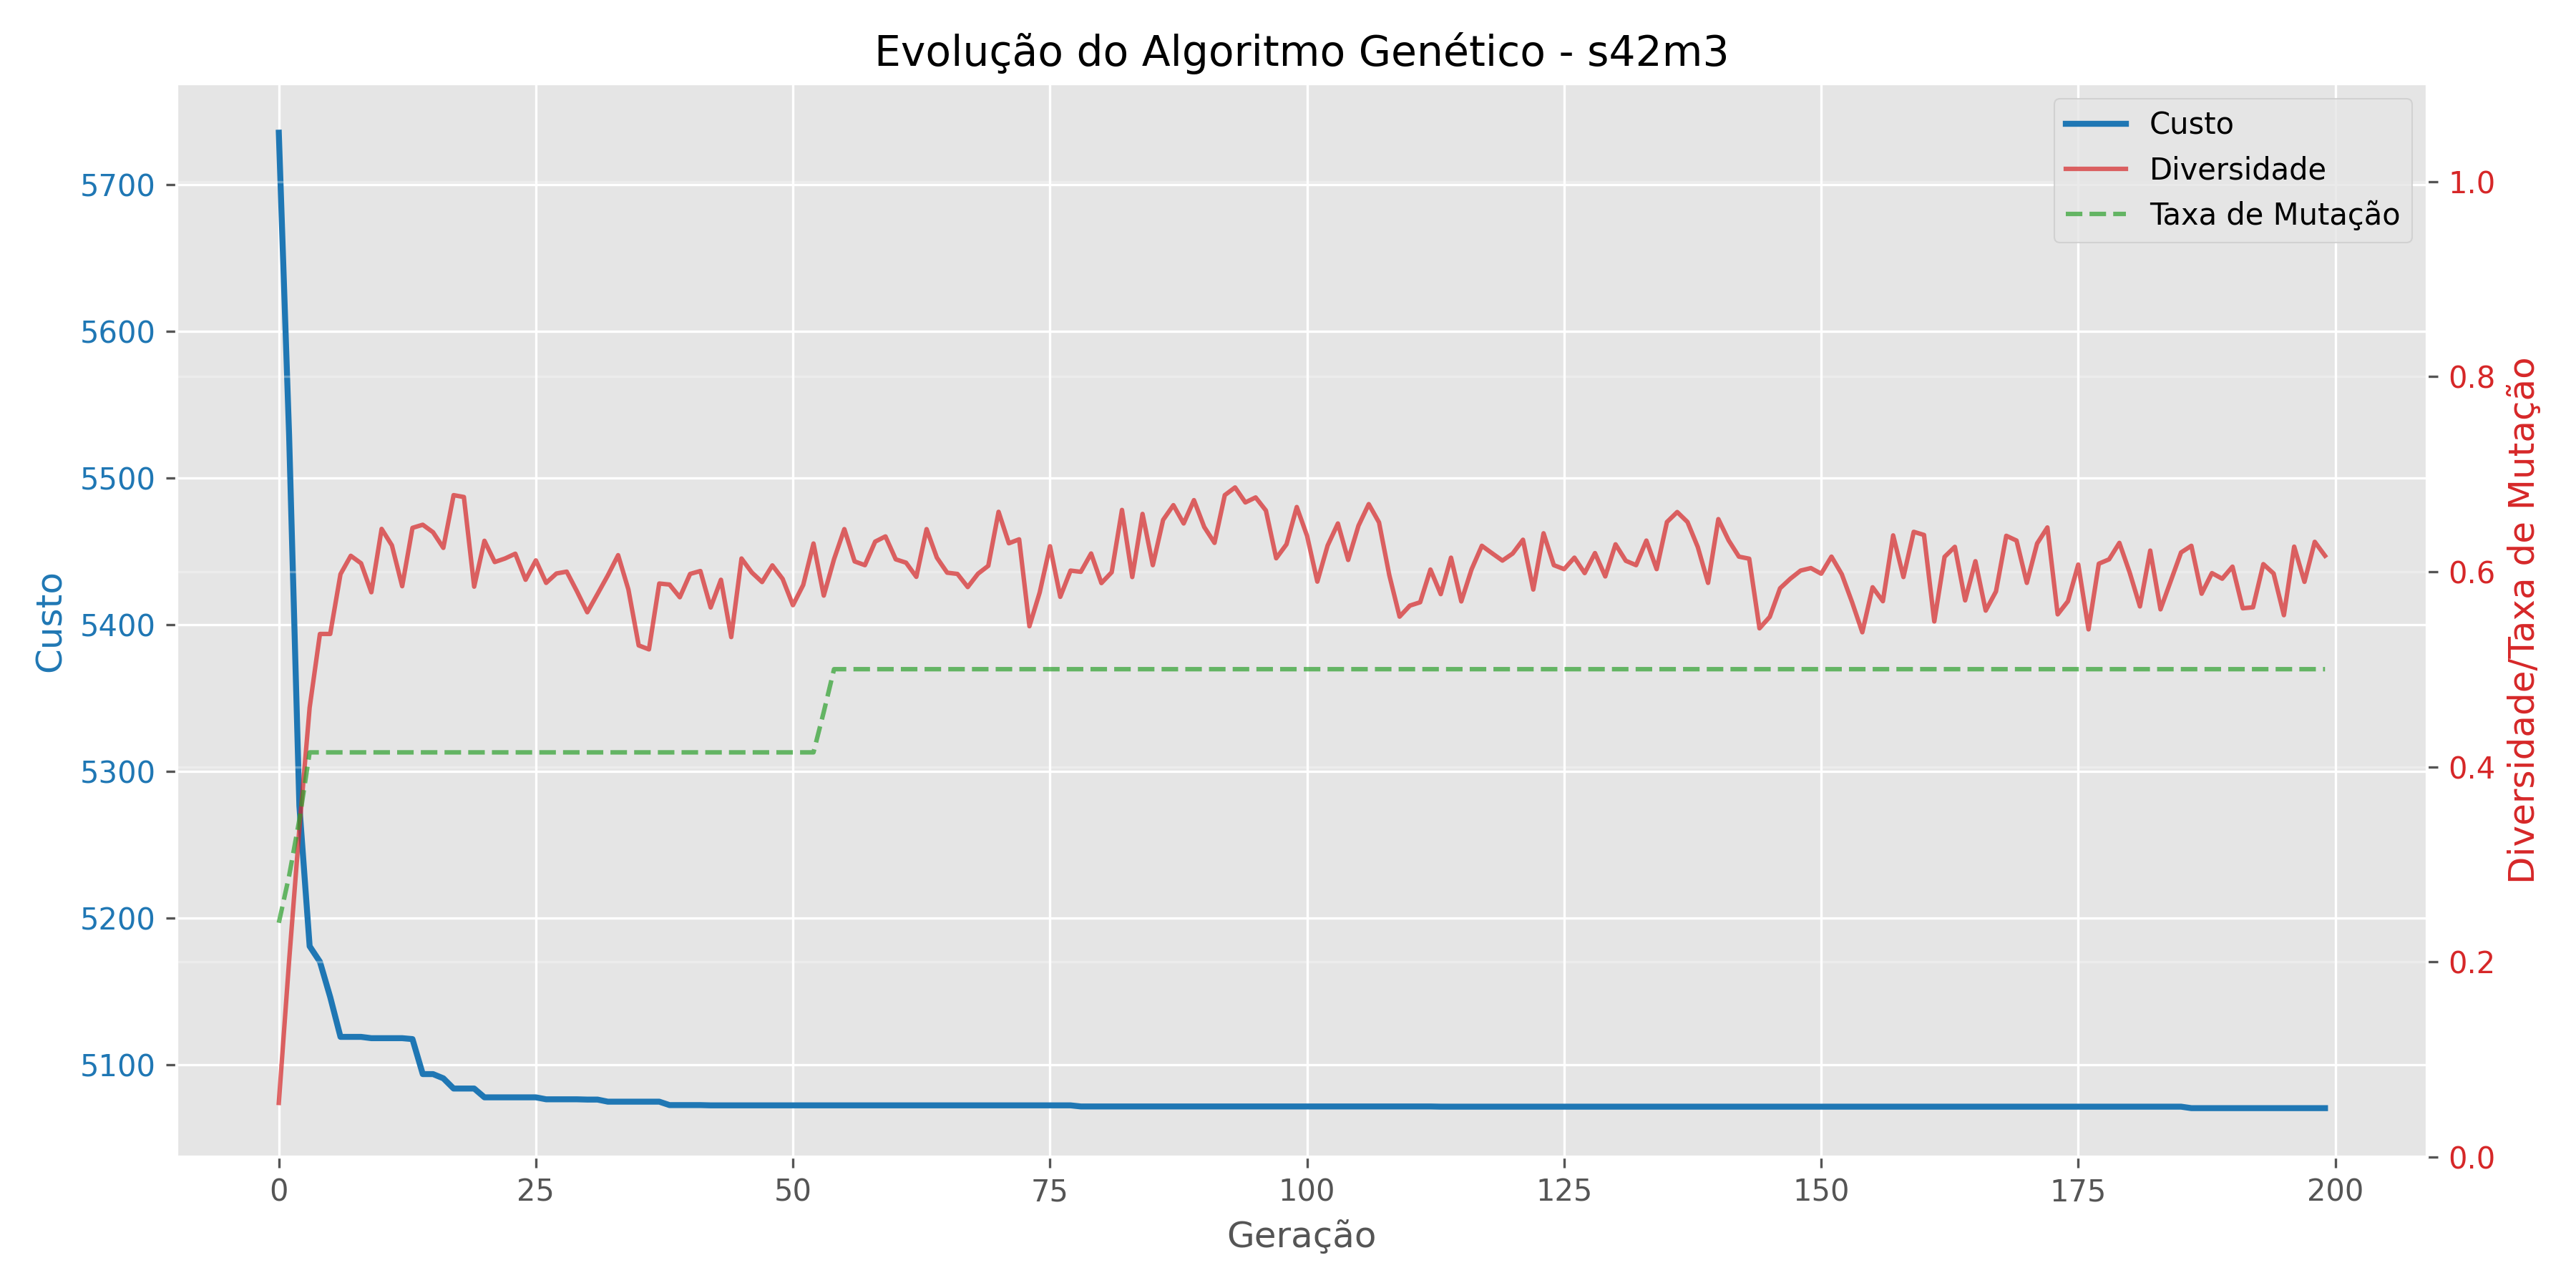 Evolução do Algoritmo Genético - s42m3
Custo
Diversidade
Taxa de Mutação
5700
5600
5500
5400
5300
5200
5100
Custo
1.0
0.8
0.6
0.4
0.2
0.0
Diversidade/Taxa de Mutação
0 25 50 75 100 125 150 175 200
Geração